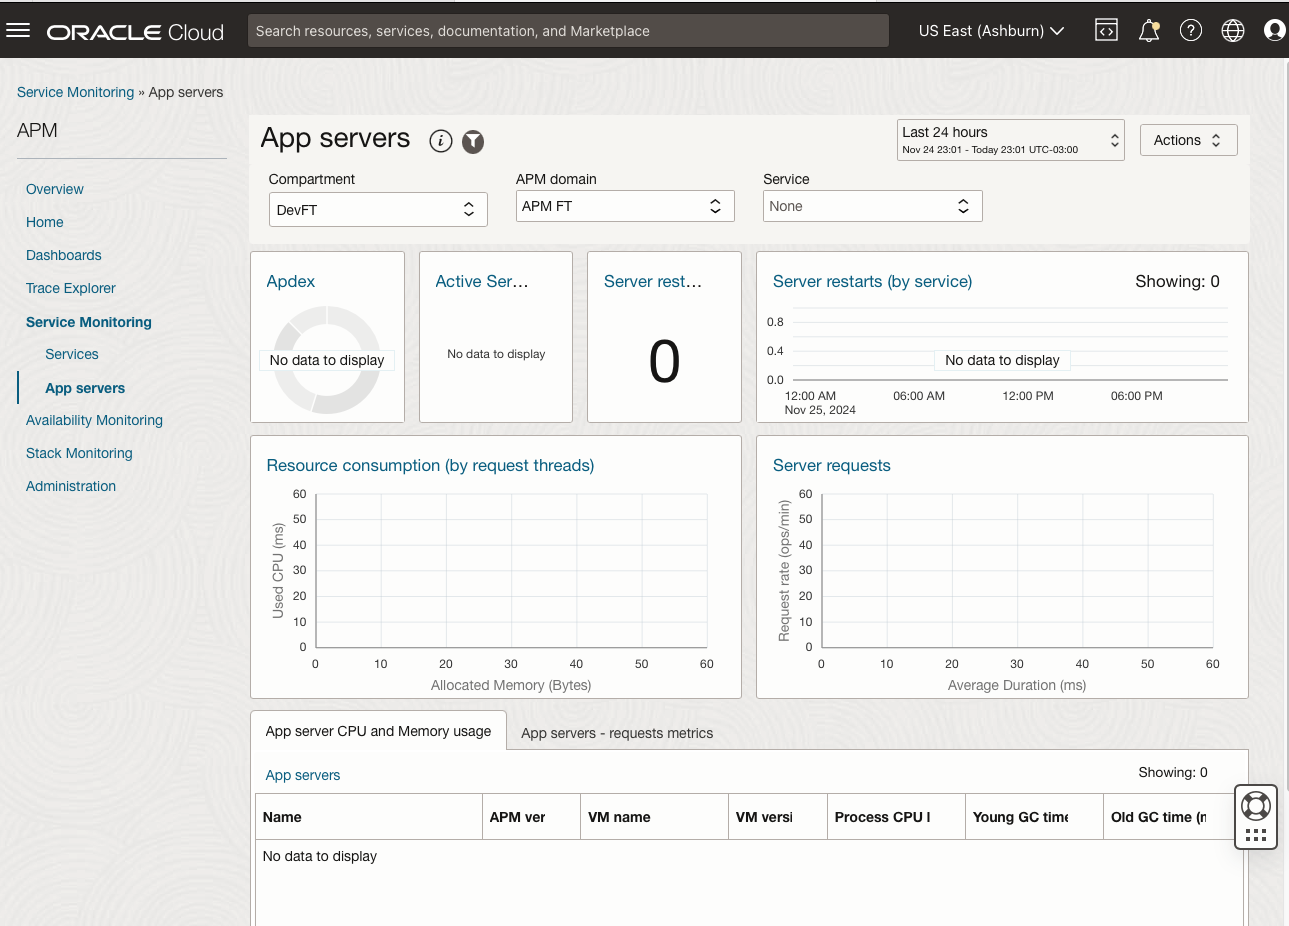 ORACLE Cloud
Search resources, services, documentation, and Marketplace
US East (Ashburn)
Service Monitoring » App servers
APM
Overview
Home
Dashboards
Trace Explorer
Service Monitoring
Services
App servers
Availability Monitoring
Stack Monitoring
Administration
App servers
Last 24 hours
Nov 24 23:01 - Today 23:01 UTC-03:00
Actions
Compartment
DevFT
APM domain
APM FT
Service
None
Apdex
No data to display
Active Ser...
No data to display
Server rest...
0
Server restarts (by service)
Showing: 0
0.8
0.4
0.0
No data to display
12:00 AM 06:00 AM 12:00 PM 06:00 PM
Nov 25, 2024
Resource consumption (by request threads)
Used CPU (ms)
60
50
40
30
20
10
0
0 10 20 30 40 50 60
Allocated Memory (Bytes)
Server requests
Request rate (ops/min)
60
50
40
30
20
10
0
0 10 20 30 40 50 60
Average Duration (ms)
App server CPU and Memory usage
App servers - requests metrics
App servers
Showing: 0
Name APM ver VM name VM versi Process CPU l Young GC time Old GC time (n
No data to display